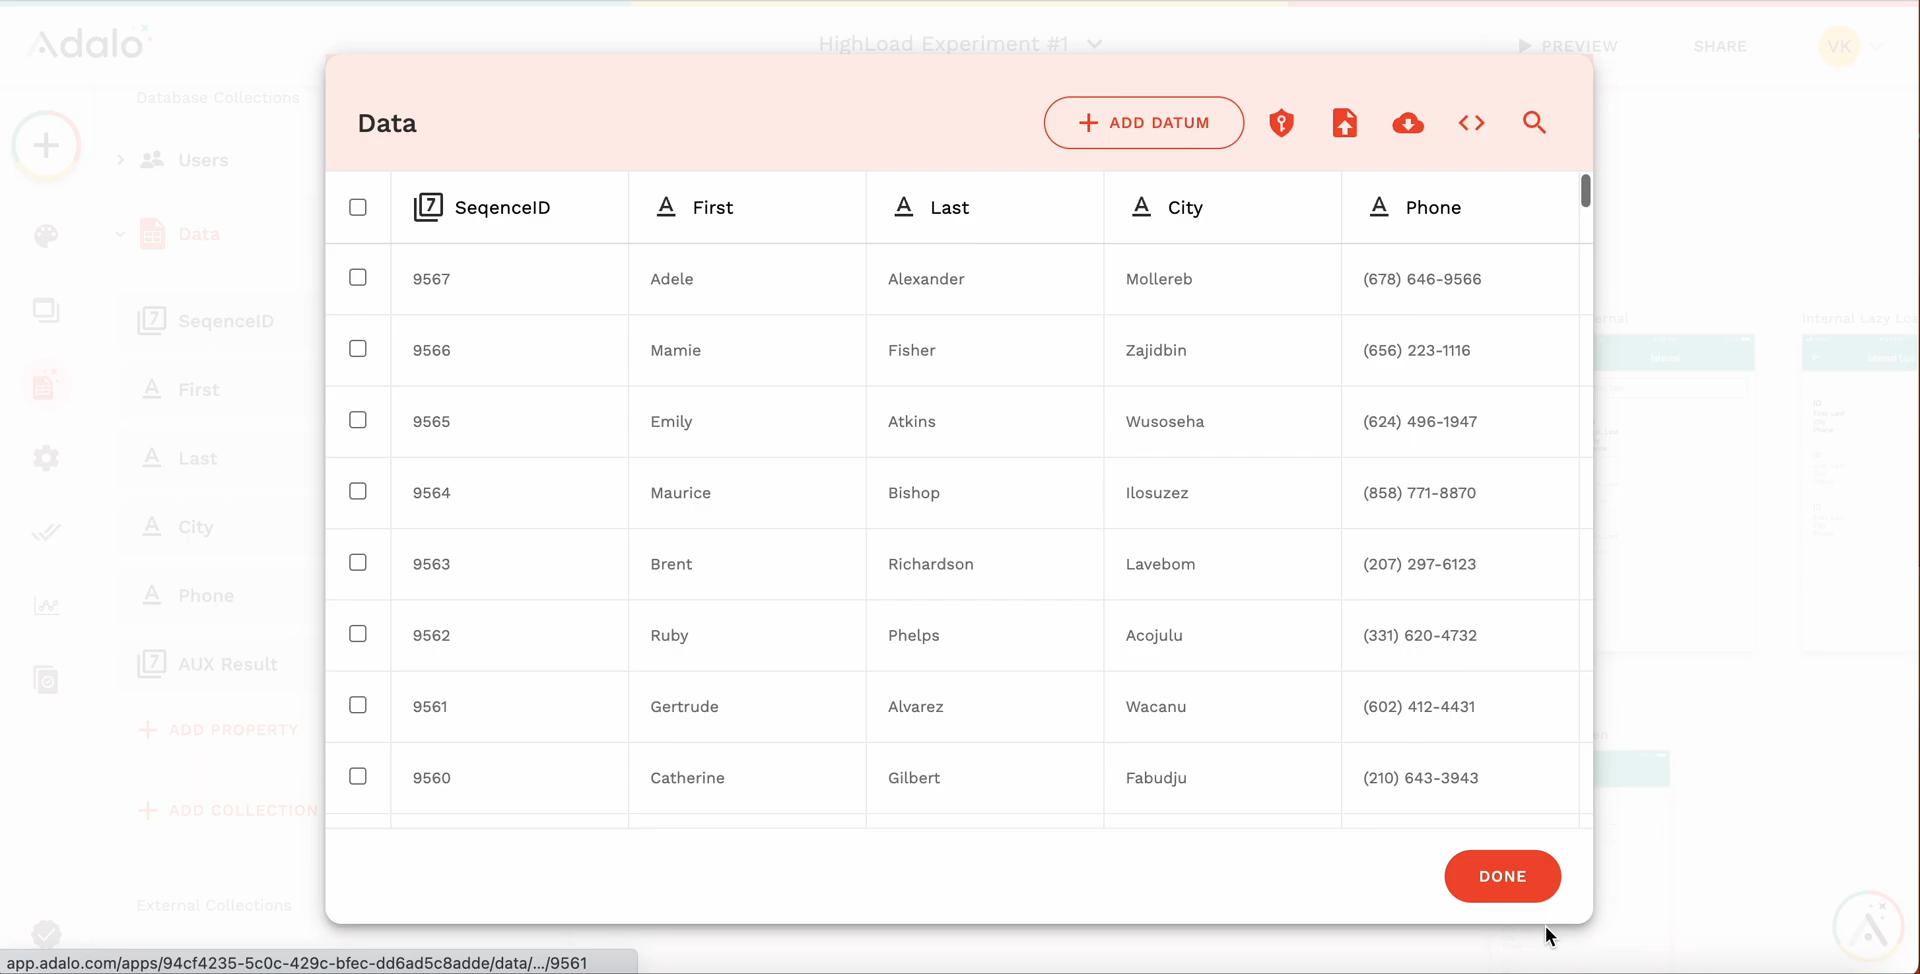 Adalo
HighLoad Experiment #1
PREVIEW
SHARE
VK
Database Collections
Users
Data
SeqenceID
First
Last
City
Phone
AUX Result
ADD PROPERTY
ADD COLLECTION
External Collections
Data
ADD DATUM
SeqenceID First Last City Phone
9567 Adele Alexander Mollereb (678) 646-9566
9566 Mamie Fisher Zajidbin (656) 223-1116
9565 Emily Atkins Wusoseha (624) 496-1947
9564 Maurice Bishop Ilosuzez (858) 771-8870
9563 Brent Richardson Lavebom (207) 297-6123
9562 Ruby Phelps Acojulu (331) 620-4732
9561 Gertrude Alvarez Wacanu (602) 412-4431
9560 Catherine Gilbert Fabudju (210) 643-3943
DONE
Internal Lazy Loa
app.adalo.com/apps/94cf4235-5c0c-429c-bfec-dd6ad5c8adde/data/.../9561